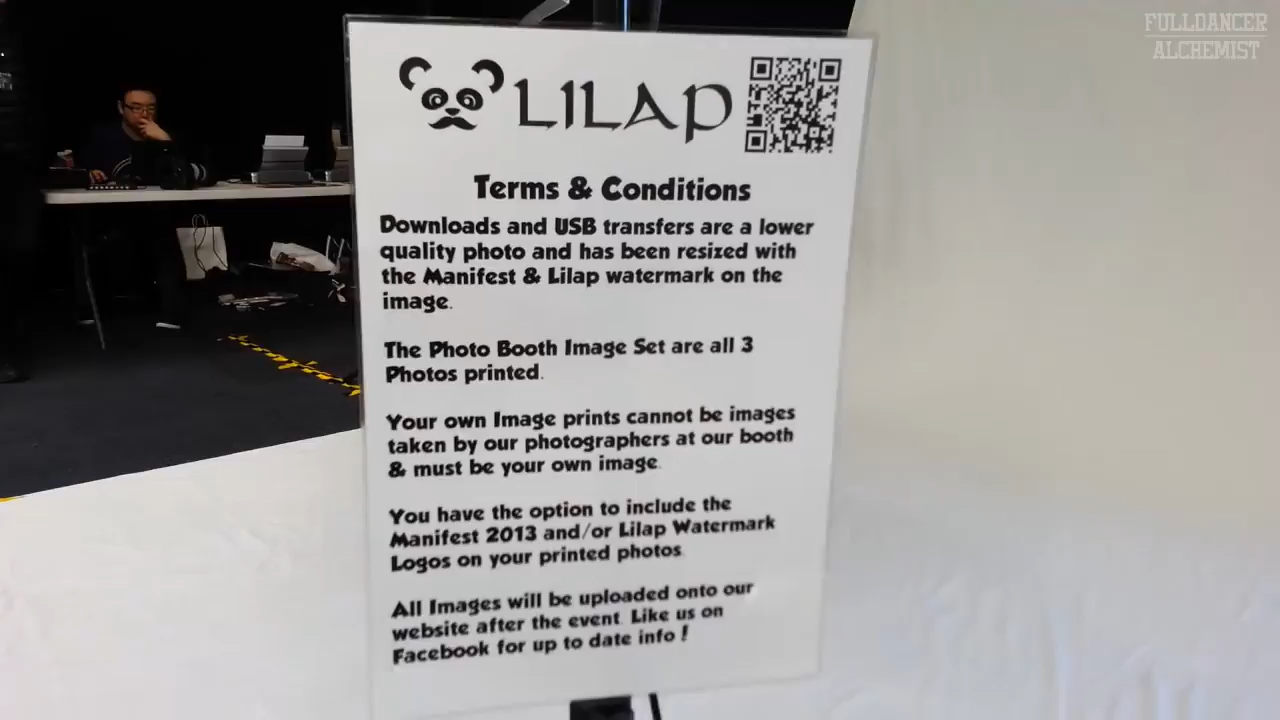 FULLDANCER
ALCHEMIST
LILAP
Terms & Conditions
Downloads and USB transfers are a lower
quality photo and has been resized with
the Manifest & Lilap watermark on the
image.
The Photo Booth Image Set are all 3
Photos printed.
Your own Image prints cannot be images
taken by our photographers at our booth
& must be your own image.
You have the option to include the
Manifest 2013 and/or Lilap Watermark
Logos on your printed photos.
All Images will be uploaded onto our
website after the event. Like us on
Facebook for up to date info!